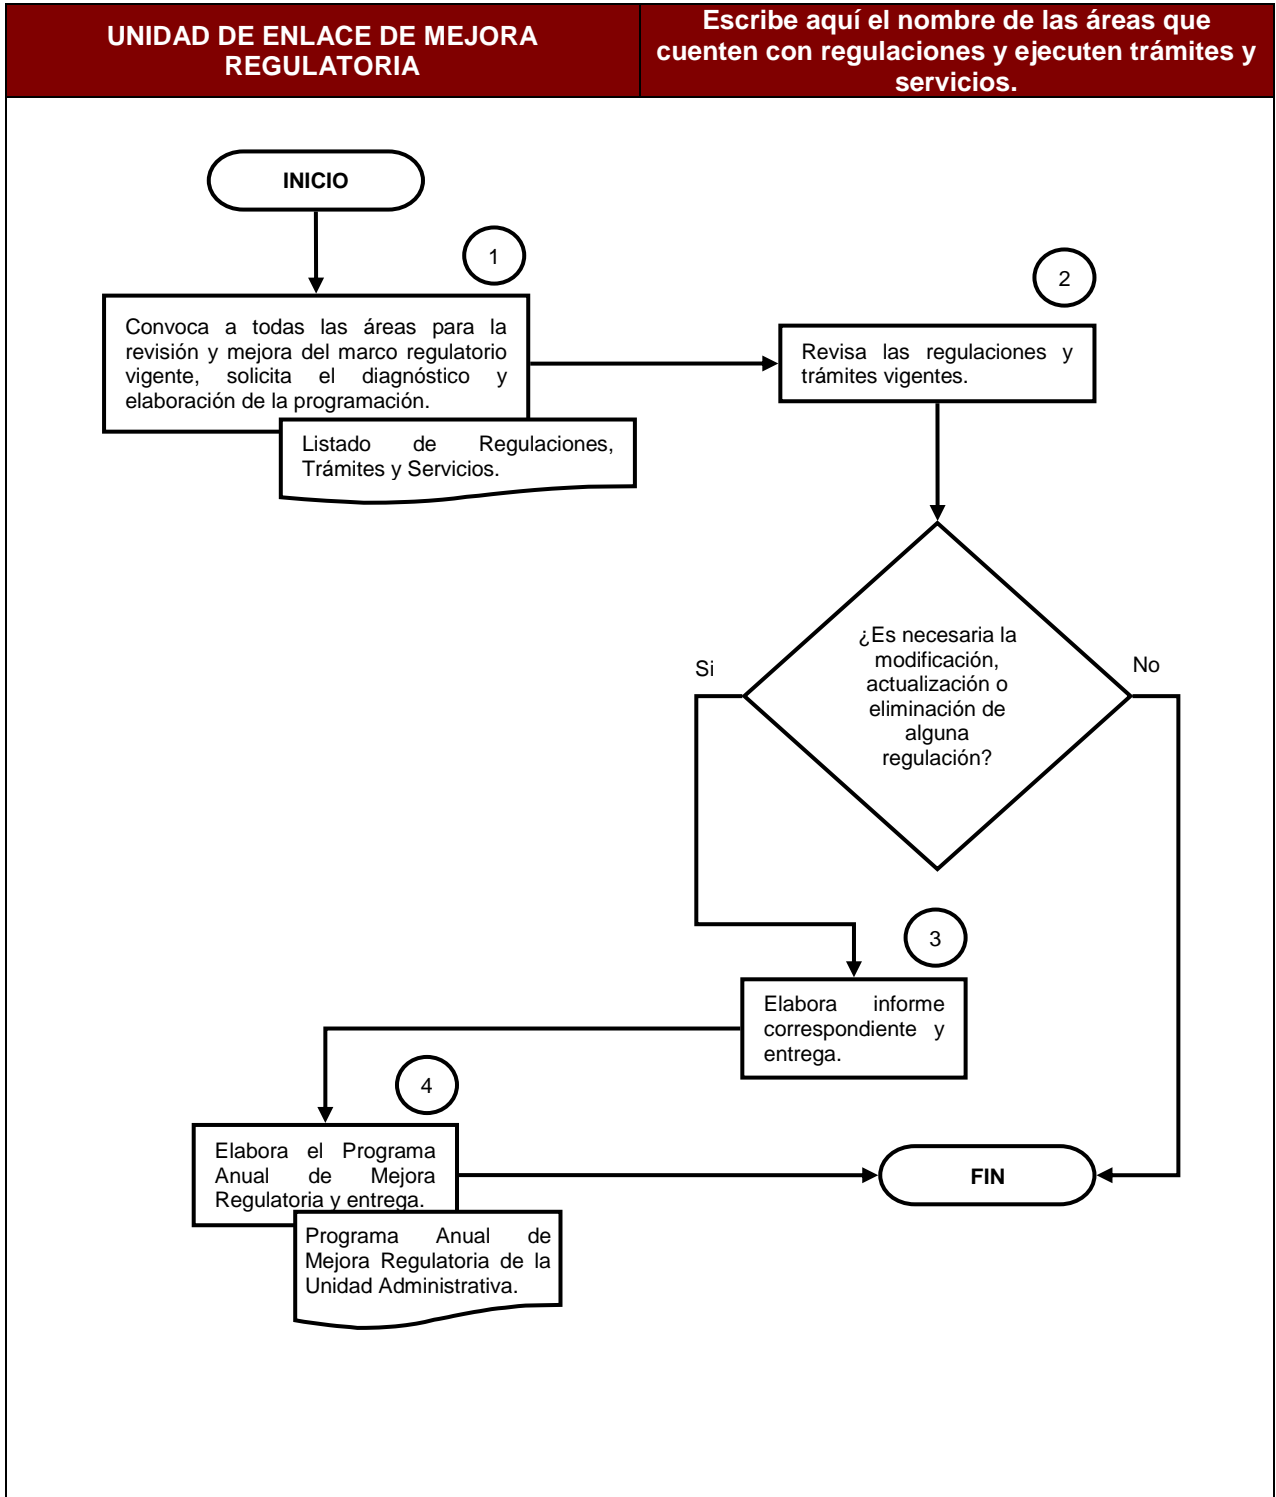 UNIDAD DE ENLACE DE MEJORA
REGULATORIA
Escribe aquí el nombre de las áreas que
cuenten con regulaciones y ejecuten trámites y
servicios.
INICIO
1
Convoca a todas las áreas para la
revisión y mejora del marco regulatorio
vigente, solicita el diagnóstico y
elaboración de la programación.
Listado de Regulaciones,
Trámites y Servicios.
2
Revisa las regulaciones y
trámites vigentes.
¿Es necesaria la
modificación,
actualización o
eliminación de
alguna
regulación?
Si
No
3
Elabora informe
correspondiente y
entrega.
4
Elabora el Programa
Anual de Mejora
Regulatoria y entrega.
Programa Anual de
Mejora Regulatoria de la
Unidad Administrativa.
FIN